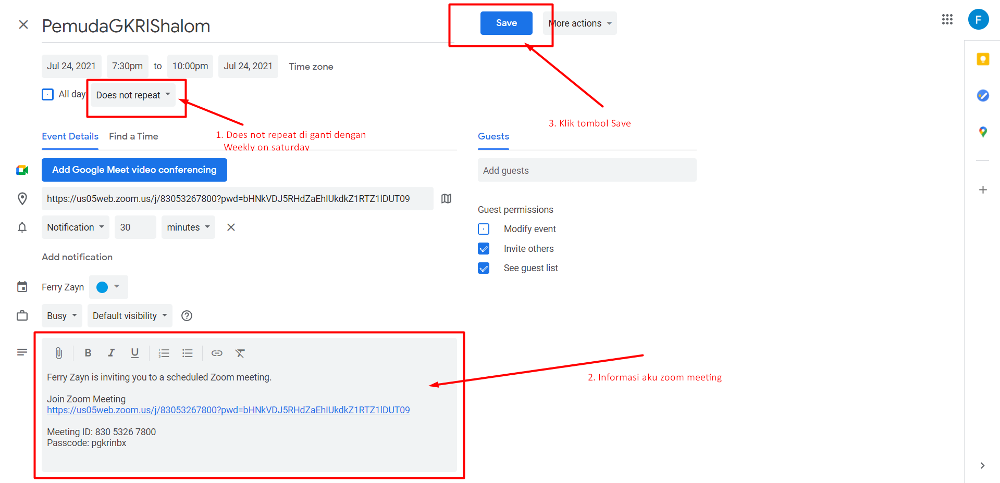 PemudaGKRIShalom
Save
More actions
F
Jul 24, 2021 7:30pm to 10:00pm Jul 24, 2021 Time zone
All day Does not repeat
1. Does not repeat di ganti dengan
Weekly on saturday
3. Klik tombol Save
Event Details Find a Time
Guests
Add Google Meet video conferencing
Add guests
https://us05web.zoom.us/j/83053267800?pwd=bHNkVDJ5RHdZaEhIUkdkZ1RTZ1lDUT09
Notification 30 minutes
Add notification
Guest permissions
Modify event
Invite others
See guest list
Ferry Zayn
Busy Default visibility
2. Informasi aku zoom meeting
B I U
Ferry Zayn is inviting you to a scheduled Zoom meeting.
Join Zoom Meeting
https://us05web.zoom.us/j/83053267800?pwd=bHNkVDJ5RHdZaEhIUkdkZ1RTZ1lDUT09
Meeting ID: 830 5326 7800
Passcode: pgkrinbx